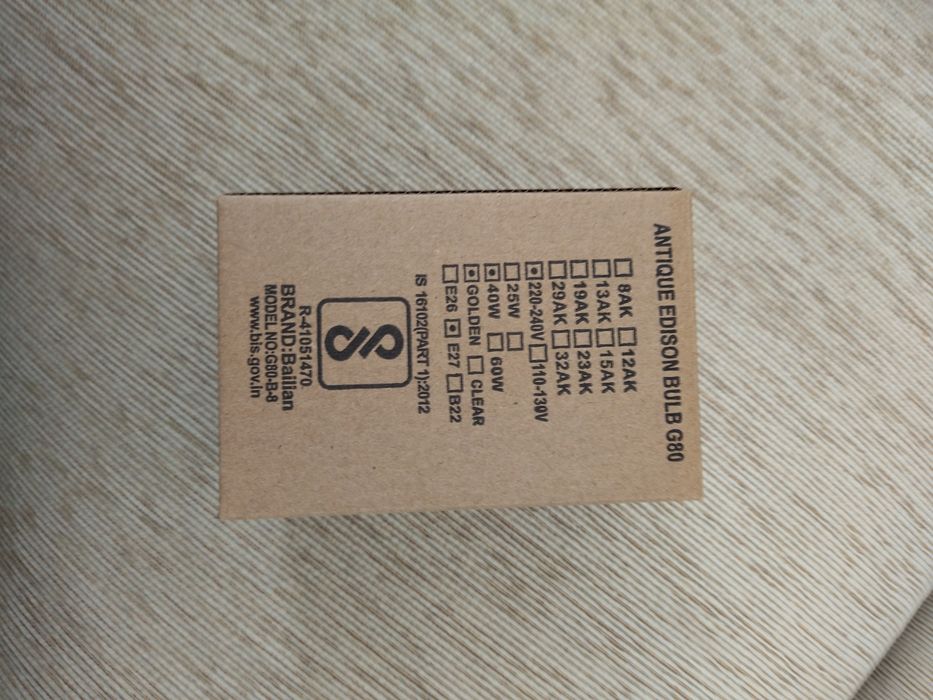 ANTIQUE EDISON BULB G80
☐ 8AK ☐ 12AK
☐ 13AK ☐ 15AK
☐ 19AK ☐ 23AK
☐ 29AK ☐ 32AK
☑ 220-240V ☐ 110-130V
☐ 25W ☐
☑ 40W ☐ 60W
☑ GOLDEN ☐ CLEAR
☐ E26 ☑ E27 ☐ B22
IS 16102(PART 1):2012
R-41051470
BRAND:Bailian
MODEL NO:G80-B-8
www.bis.gov.in